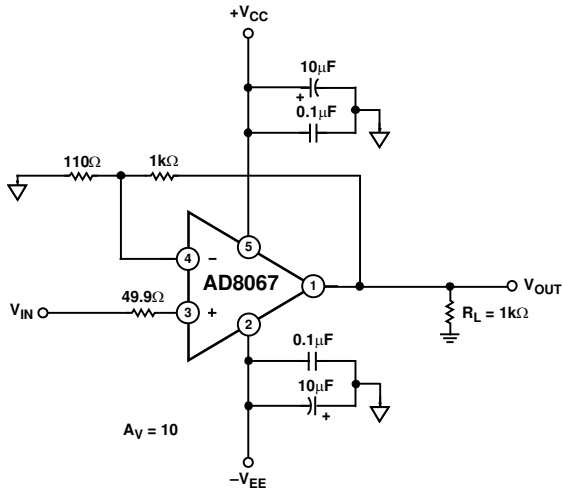 +VCC
10μF
+
0.1μF
110Ω
1kΩ
5
4
−
AD8067
1
VOUT
VIN
49.9Ω
3
+
2
RL = 1kΩ
0.1μF
10μF
+
AV = 10
−VEE